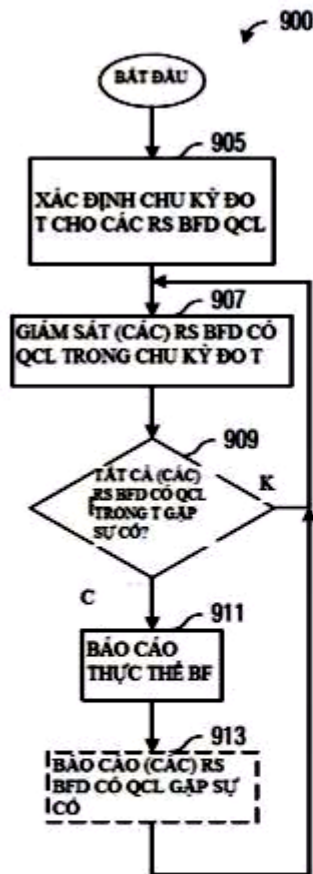 900
BẮT ĐẦU
905
XÁC ĐỊNH CHU KỲ ĐO
T CHO CÁC RS BFD QCL
907
GIÁM SÁT (CÁC) RS BFD CÓ
QCL TRONG CHU KỲ ĐO T
909
TẤT CẢ (CÁC)
RS BFD CÓ QCL
TRONG T GẶP
SỰ CỐ?
K
C
911
BÁO CÁO
THỰC THỂ BF
913
BÁO CÁO (CÁC) RS
BFD CÓ QCL GẶP SỰ
CỐ